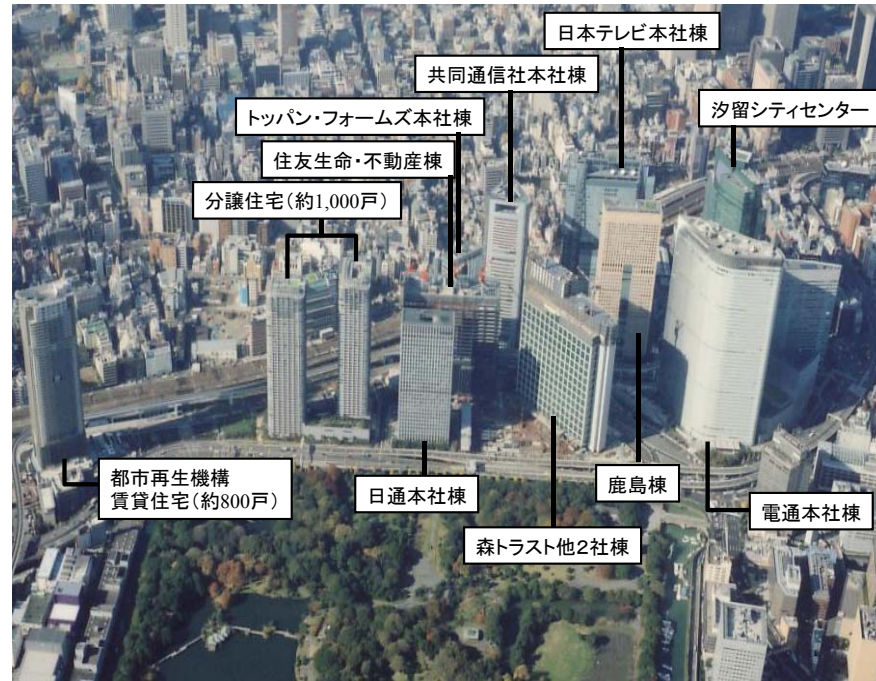 日本テレビ本社棟
共同通信社本社棟
汐留シティセンター
トッパン・フォームズ本社棟
住友生命・不動産棟
分譲住宅(約1,000戸)
都市再生機構
賃貸住宅(約800戸)
日通本社棟
鹿島棟
電通本社棟
森トラスト他2社棟